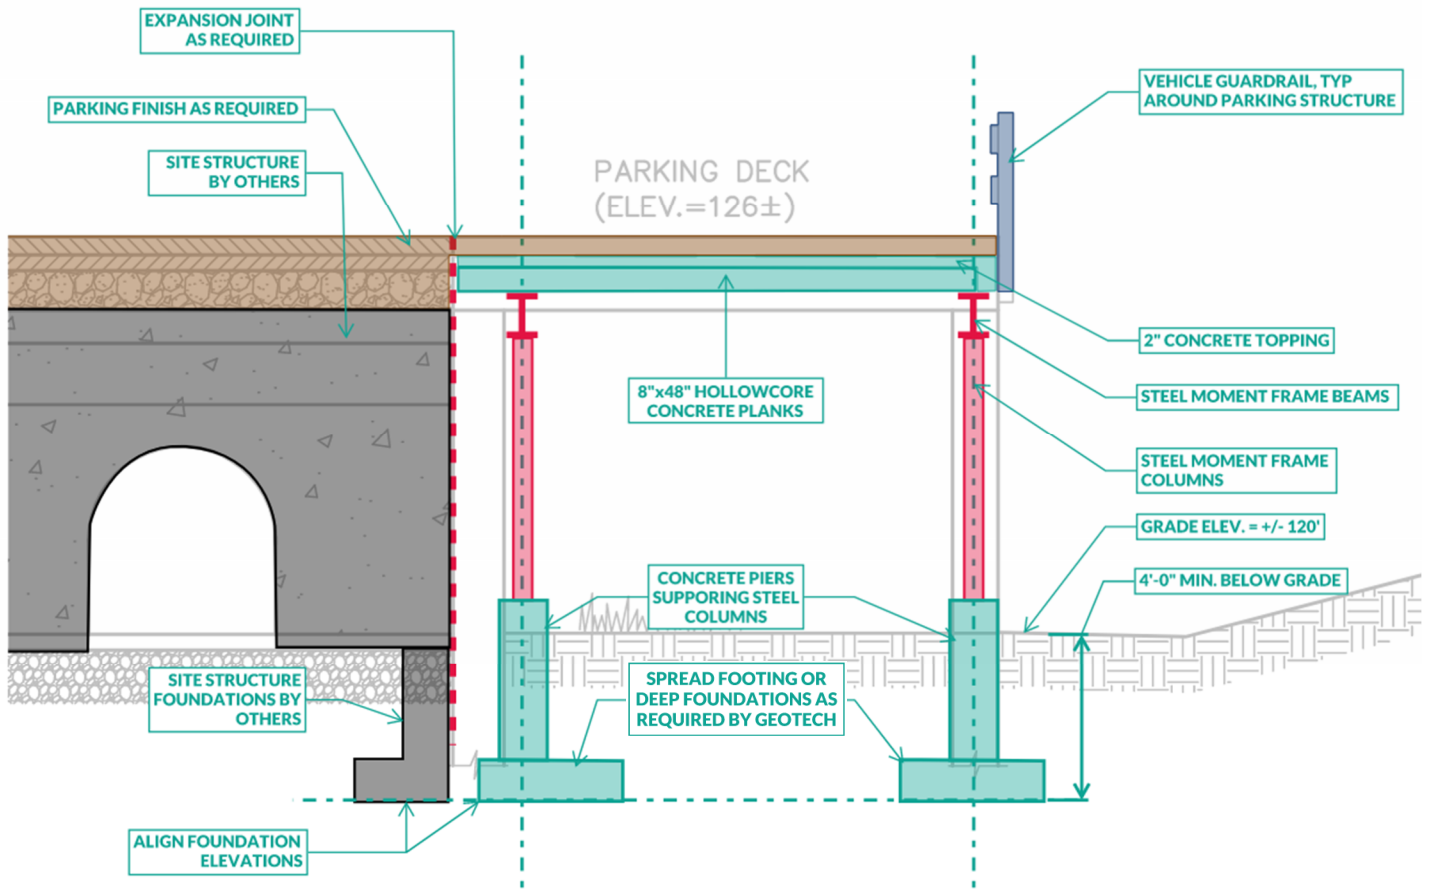 EXPANSION JOINT
AS REQUIRED
PARKING FINISH AS REQUIRED
SITE STRUCTURE
BY OTHERS
PARKING DECK
(ELEV.=126±)
VEHICLE GUARDRAIL, TYP
AROUND PARKING STRUCTURE
2" CONCRETE TOPPING
8"x48" HOLLOWCORE
CONCRETE PLANKS
STEEL MOMENT FRAME BEAMS
STEEL MOMENT FRAME
COLUMNS
GRADE ELEV. = +/- 120'
4'-0" MIN. BELOW GRADE
CONCRETE PIERS
SUPPORING STEEL
COLUMNS
SITE STRUCTURE
FOUNDATIONS BY
OTHERS
SPREAD FOOTING OR
DEEP FOUNDATIONS AS
REQUIRED BY GEOTECH
ALIGN FOUNDATION
ELEVATIONS